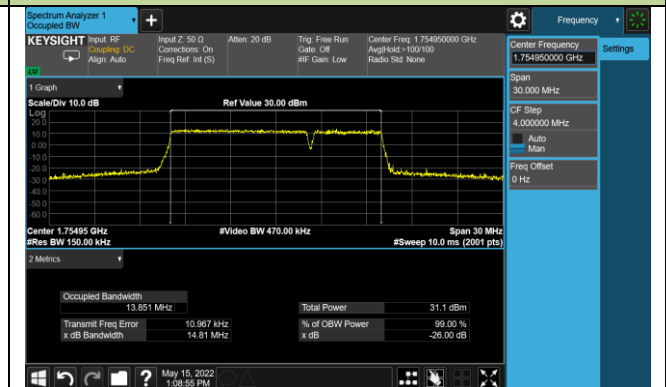 Spectrum Analyzer 1
Occupied BW
+
Frequency
KEYSIGHT
Input: RF
Coupling: DC
Align: Auto
Input Z: 50 Ω
Corrections: On
Freq Ref: Int (S)
Atten: 20 dB
Trig: Free Run
Gate: Off
#IF Gain: Low
Center Freq: 1.754950000 GHz
Avg|Hold:>100/100
Radio Std: None
Center Frequency
1.754950000 GHz
Settings
Span
30.000 MHz
CF Step
4.000000 MHz
Auto
Man
Freq Offset
0 Hz
1 Graph
Scale/Div 10.0 dB
Ref Value 30.00 dBm
Log
20.0
10.0
0.00
-10.0
-20.0
-30.0
-40.0
-50.0
-60.0
Center 1.75495 GHz
#Video BW 470.00 kHz
Span 30 MHz
#Res BW 150.00 kHz
#Sweep 10.0 ms (2001 pts)
2 Metrics
Occupied Bandwidth
13.851 MHz
Total Power
31.1 dBm
Transmit Freq Error
10.967 kHz
% of OBW Power
99.00 %
x dB Bandwidth
14.81 MHz
x dB
-26.00 dB
?
May 15, 2022
1:08:55 PM